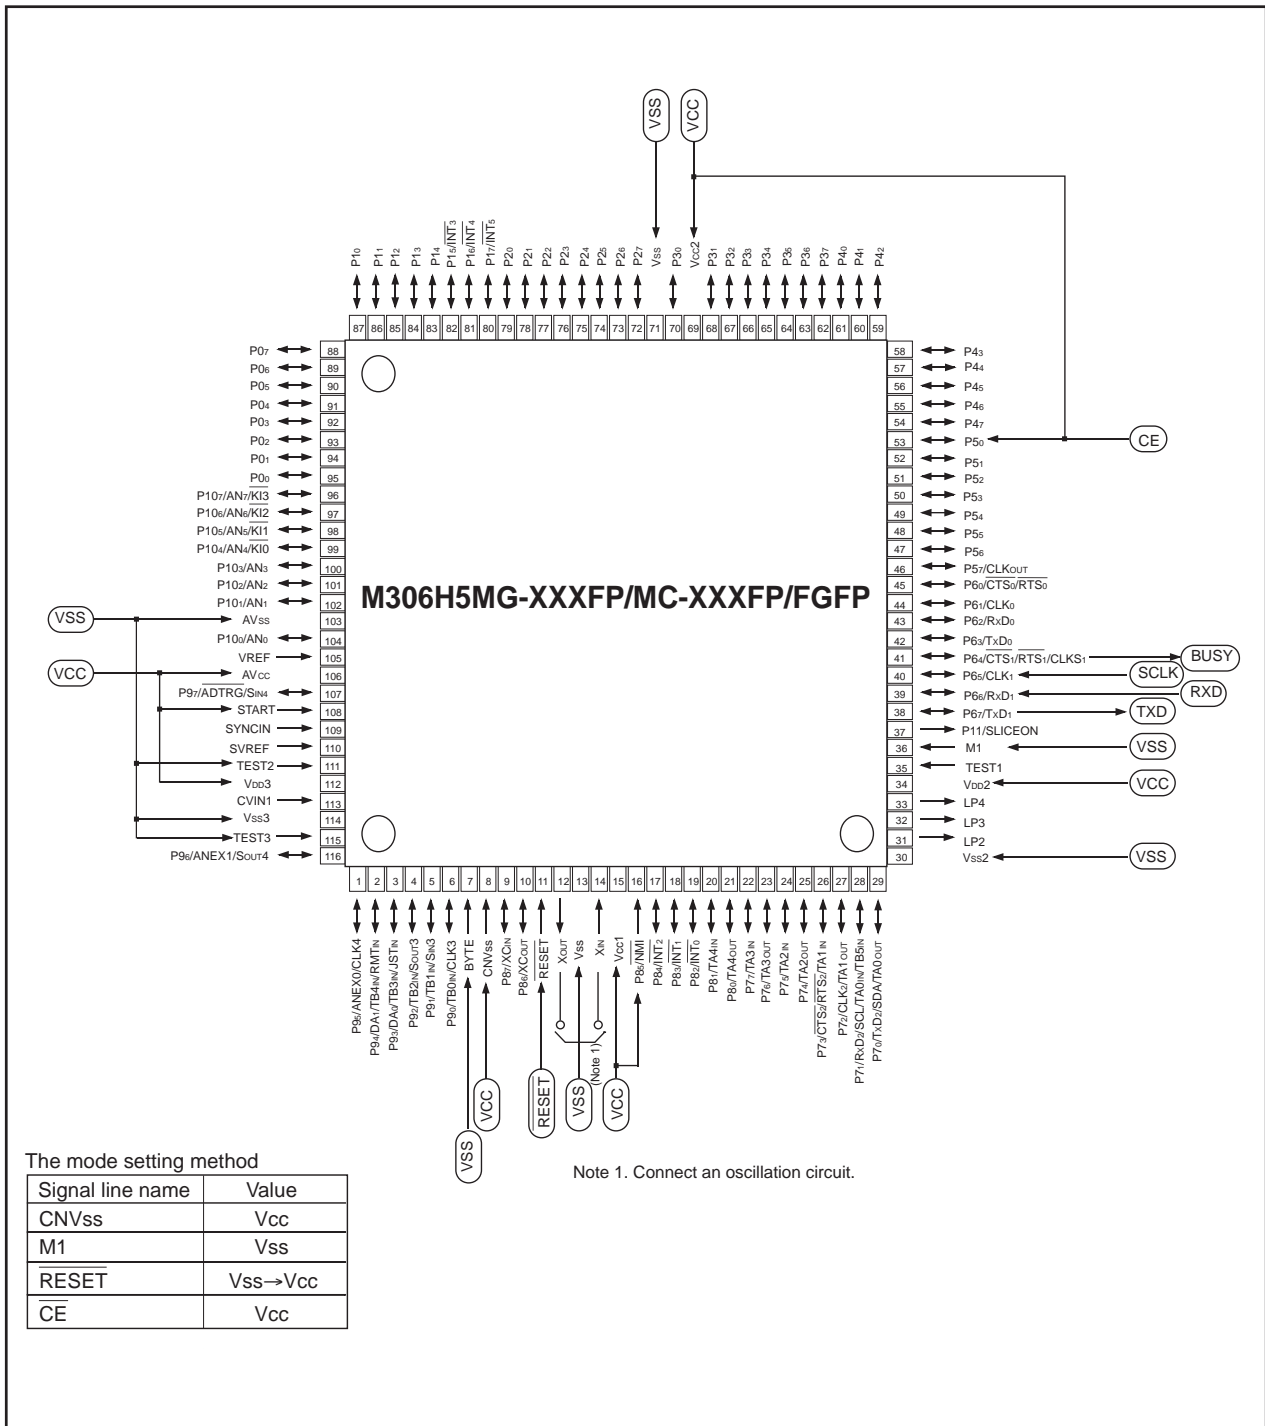 VSS
VCC
P10
P11
P12
P13
P14
P15/INT3
P16/INT4
P17/INT5
P20
P21
P22
P23
P24
P25
P26
P27
Vss
P30
Vcc2
P31
P32
P33
P34
P35
P36
P37
P40
P41
P42
87 86 85 84 83 82 81 80 79 78 77 76 75 74 73 72 71 70 69 68 67 66 65 64 63 62 61 60 59
P07 88
P06 89
P05 90
P04 91
P03 92
P02 93
P01 94
P00 95
P107/AN7/KI3 96
P106/AN6/KI2 97
P105/AN5/KI1 98
P104/AN4/KI0 99
P103/AN3 100
P102/AN2 101
P101/AN1 102
VSS
AVss 103
P100/AN0 104
VREF 105
VCC
AVcc 106
P97/ADTRG/SIN4 107
START 108
SYNCIN 109
SVREF 110
TEST2 111
VDD3 112
CVIN1 113
Vss3 114
TEST3 115
P96/ANEX1/SOUT4 116
M306H5MG-XXXFP/MC-XXXFP/FGFP
58 P43
57 P44
56 P45
55 P46
54 P47
53 P50 CE
52 P51
51 P52
50 P53
49 P54
48 P55
47 P56
46 P57/CLKOUT
45 P60/CTS0/RTS0
44 P61/CLK0
43 P62/RxD0
42 P63/TxD0
41 P64/CTS1/RTS1/CLKS1 BUSY
40 P65/CLK1 SCLK
39 P66/RxD1 RXD
38 P67/TxD1 TXD
37 P11/SLICEON
36 M1 VSS
35 TEST1
34 VDD2 VCC
33 LP4
32 LP3
31 LP2
30 Vss2 VSS
1 2 3 4 5 6 7 8 9 10 11 12 13 14 15 16 17 18 19 20 21 22 23 24 25 26 27 28 29
P95/ANEX0/CLK4
P94/DA1/TB4IN/RMTIN
P93/DA0/TB3IN/JSTIN
P92/TB2IN/SOUT3
P91/TB1IN/SIN3
P90/TB0IN/CLK3
BYTE
CNVss
P87/XCIN
P86/XCOUT
RESET
XOUT
Vss
XIN
Vcc1
P85/NMI
P84/INT2
P83/INT1
P82/INT0
P81/TA4IN
P80/TA4OUT
P77/TA3IN
P76/TA3OUT
P75/TA2IN
P74/TA2OUT
P73/CTS2/RTS2/TA1IN
P72/CLK2/TA1OUT
P71/RxD2/SCL/TA0IN/TB5IN
P70/TxD2/SDA/TA0OUT
VSS
VCC
RESET
VSS
(Note 1)
VCC
Note 1. Connect an oscillation circuit.
The mode setting method
Signal line name Value
CNVss Vcc
M1 Vss
RESET Vss→Vcc
CE Vcc